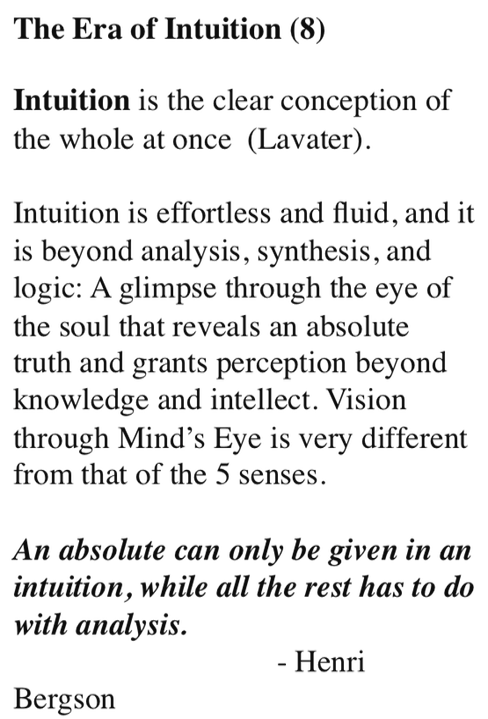 The Era of Intuition (8)
Intuition is the clear conception of
the whole at once (Lavater).
Intuition is effortless and fluid, and it
is beyond analysis, synthesis, and
logic: A glimpse through the eye of
the soul that reveals an absolute
truth and grants perception beyond
knowledge and intellect. Vision
through Mind’s Eye is very different
from that of the 5 senses.
An absolute can only be given in an
intuition, while all the rest has to do
with analysis.
- Henri
Bergson